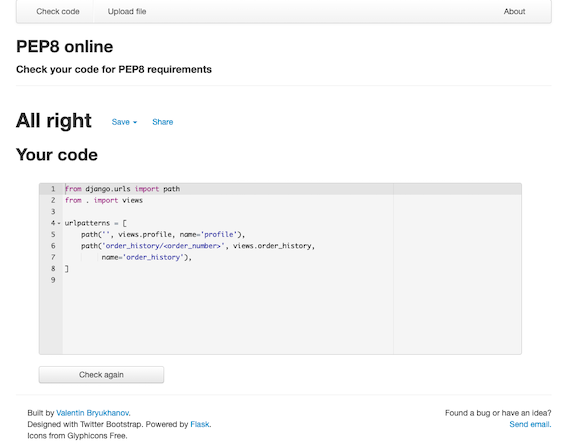 Check code Upload file About
PEP8 online
Check your code for PEP8 requirements
All right Save Share
Your code
1 from django.urls import path
2 from . import views
3
4 urlpatterns = [
5     path('', views.profile, name='profile'),
6     path('order_history/<order_number>', views.order_history,
7          name='order_history'),
8 ]
9
Check again
Built by Valentin Bryukhanov. Found a bug or have an idea?
Designed with Twitter Bootstrap. Powered by Flask. Send email.
Icons from Glyphicons Free.